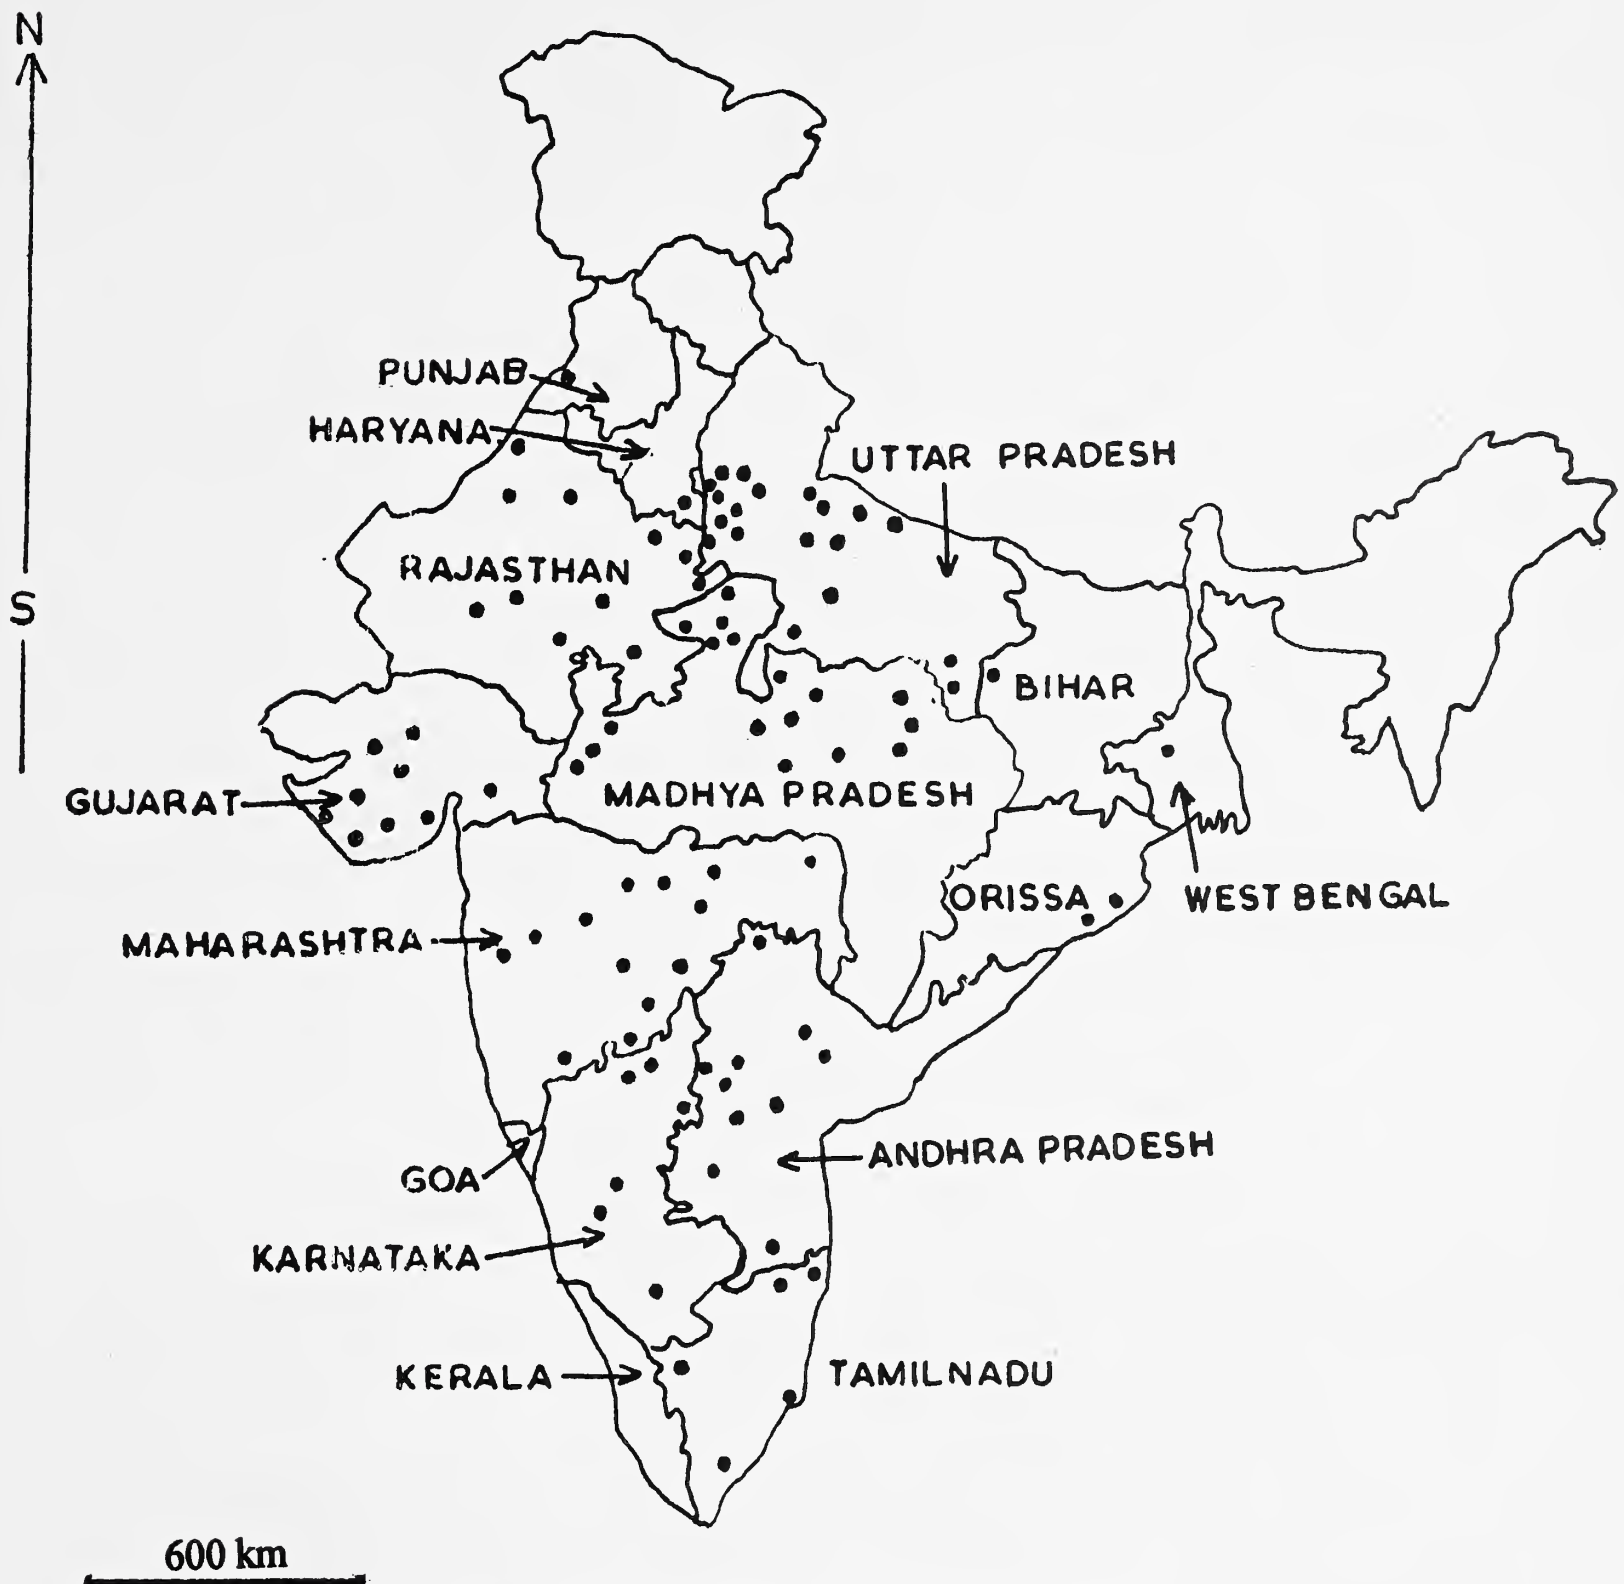 N
PUNJAB
HARYANA
UTTAR PRADESH
RAJASTHAN
S
BIHAR
GUJARAT
MADHYA PRADESH
ORISSA
WEST BENGAL
MAHARASHTRA
ANDHRA PRADESH
GOA
KARNATAKA
KERALA
TAMILNADU
600 km